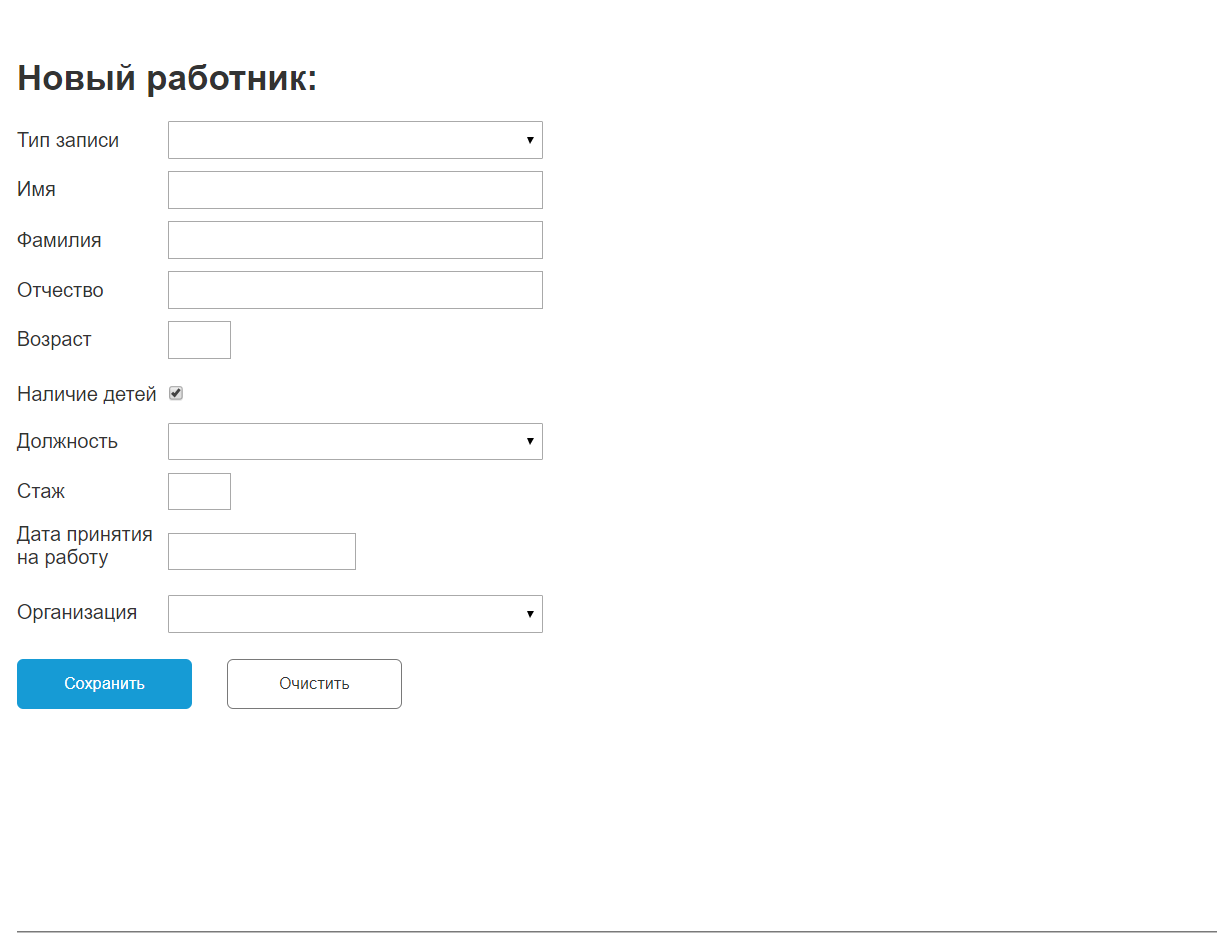 Новый работник:
Тип записи
Имя
Фамилия
Отчество
Возраст
Наличие детей
Должность
Стаж
Дата принятия
на работу
Организация
Сохранить
Очистить